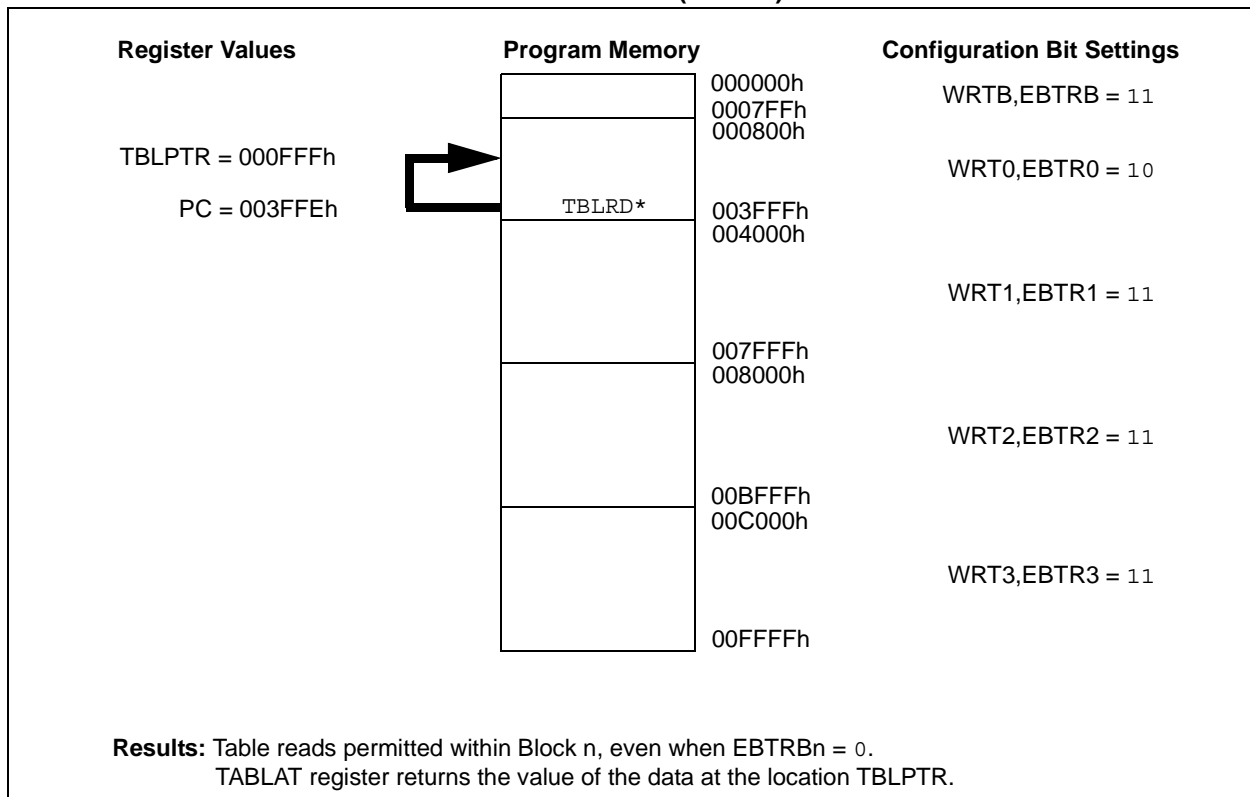 Register Values Program Memory Configuration Bit Settings
000000h
WRTB,EBTRB = 11
0007FFh
000800h
TBLPTR = 000FFFh
WRT0,EBTR0 = 10
PC = 003FFEh TBLRD* 003FFFh
004000h
WRT1,EBTR1 = 11
007FFFh
008000h
WRT2,EBTR2 = 11
00BFFFh
00C000h
WRT3,EBTR3 = 11
00FFFFh
Results: Table reads permitted within Block n, even when EBTRBn = 0.
TABLAT register returns the value of the data at the location TBLPTR.